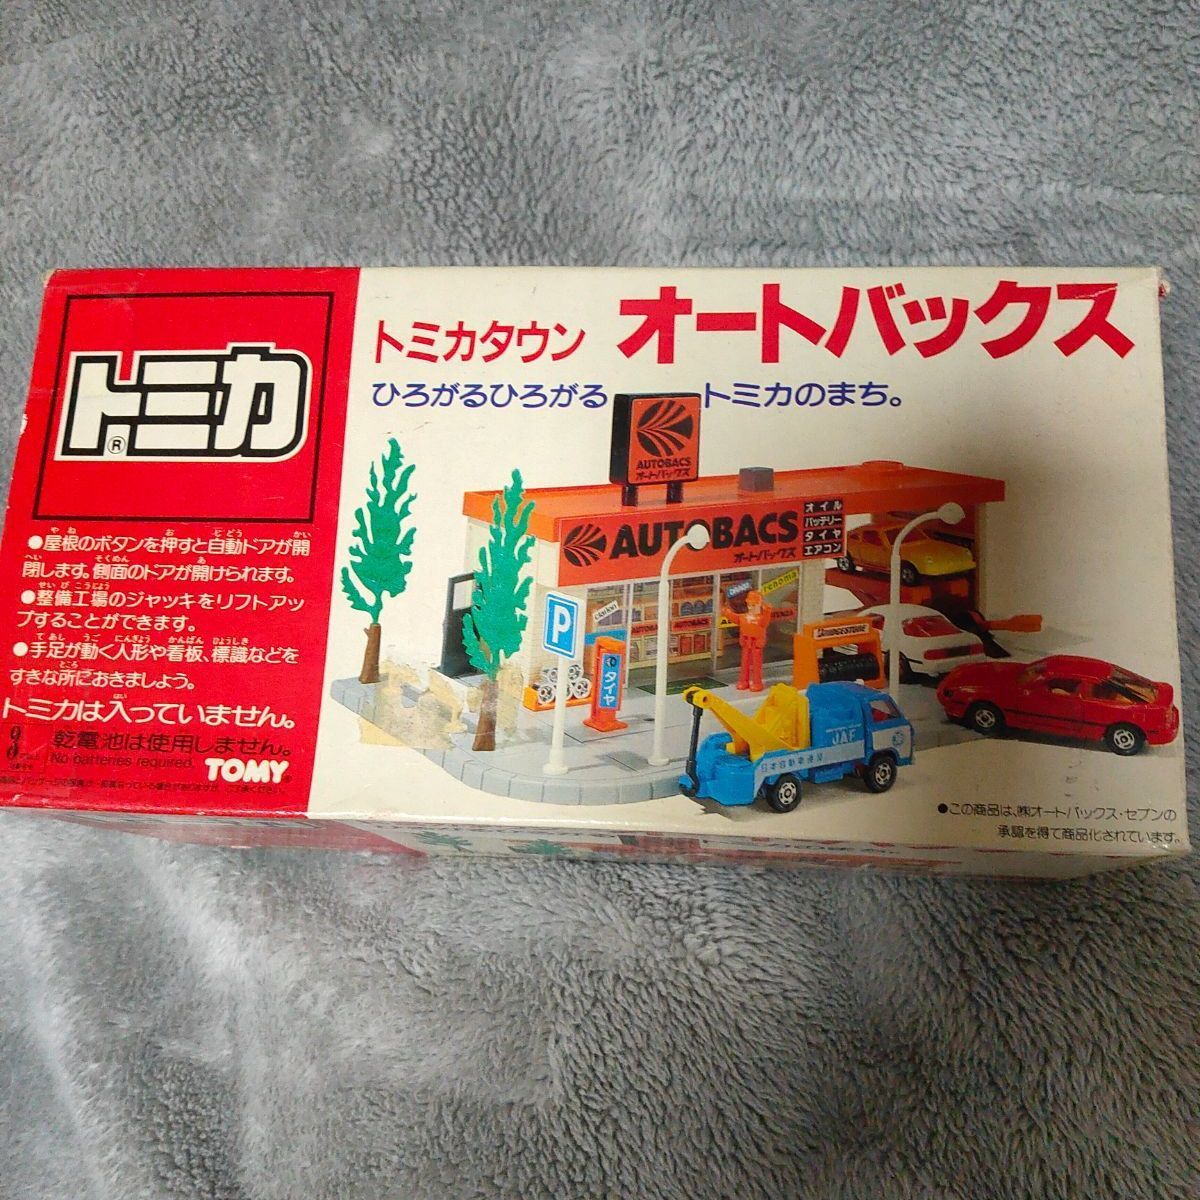 トミカ
®
トミカタウン オートバックス
ひろがるひろがる トミカのまち。
●屋根のボタンを押すと自動ドアが開
閉します。側面のドアが開けられます。
●整備工場のジャッキをリフトアッ
プすることができます。
●手足が動く人形や看板、標識などを
すきな所におきましょう。
トミカは入っていません。
乾電池は使用しません。
No batteries required.
TOMY
AUTOBACS
オートバックス
AUTOBACS
オートバックス
オイル
バッテリー
タイヤ
エアコン
P
タイヤ
Clarion
renoma
AUTOBACS
BRIDGESTONE
JAF
●この商品は、㈱オートバックス・セブンの
承認を得て商品化されています。